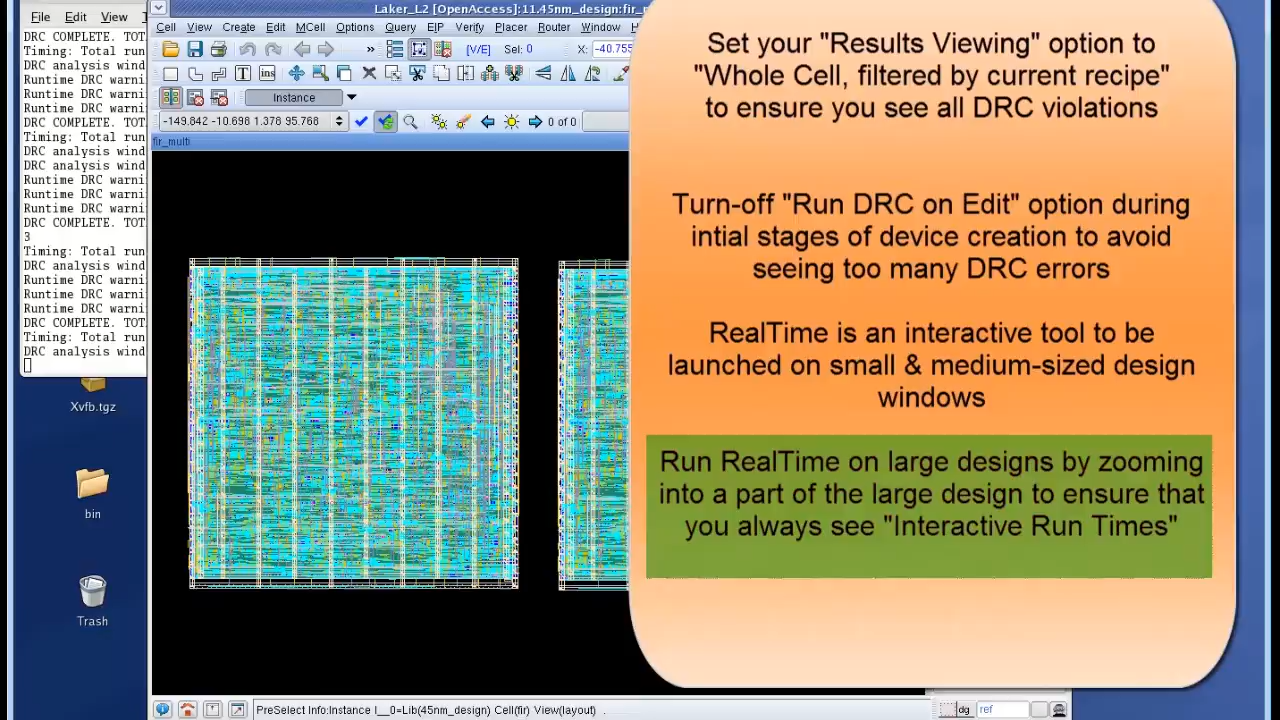 File Edit View
DRC COMPLETE. TOT
Timing: Total run
DRC analysis wind
Runtime DRC warni
Runtime DRC warni
Runtime DRC warni
DRC COMPLETE. TOT
Timing: Total run
DRC analysis wind
DRC analysis wind
Runtime DRC warni
Runtime DRC warni
Runtime DRC warni
DRC COMPLETE. TOT
3
Timing: Total run
DRC analysis wind
Runtime DRC warni
Runtime DRC warni
Runtime DRC warni
DRC COMPLETE. TOT
Timing: Total run
DRC analysis wind
Xvfb.tgz
bin
Trash
Laker_L2 [OpenAccess]:11.45nm_design:fir_m
Cell View Create Edit MCell Options Query EIP Verify Placer Router Window
» [V/E] Sel: 0 X: -40.755
T ins
Instance
-149.842 -10.698 1.378 95.768 0 of 0
fir_multi
PreSelect Info:Instance I__0=Lib(45nm_design) Cell(fir) View(layout) .
dg ref
Set your "Results Viewing" option to
"Whole Cell, filtered by current recipe"
to ensure you see all DRC violations
Turn-off "Run DRC on Edit" option during
intial stages of device creation to avoid
seeing too many DRC errors
RealTime is an interactive tool to be
launched on small & medium-sized design
windows
Run RealTime on large designs by zooming
into a part of the large design to ensure that
you always see "Interactive Run Times"